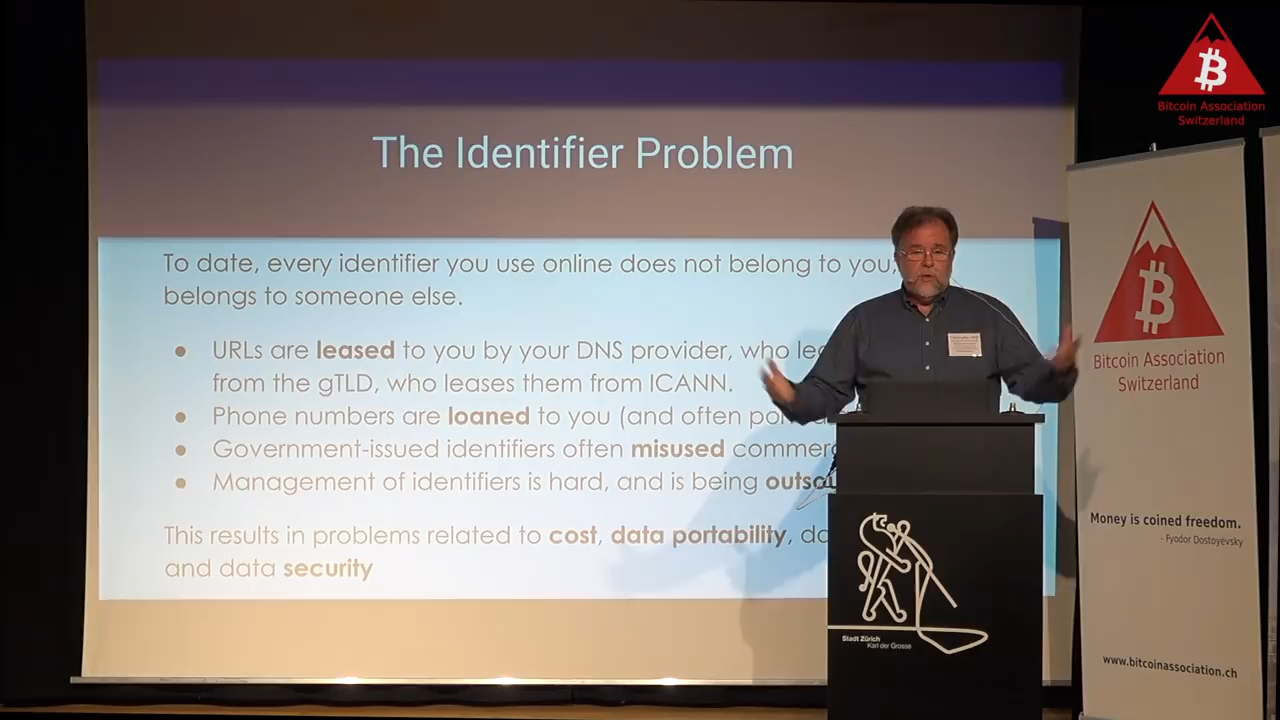 The Identifier Problem
To date, every identifier you use online does not belong to you,
belongs to someone else.
● URLs are leased to you by your DNS provider, who
from the gTLD, who leases them from ICANN.
● Phone numbers are loaned to you (and often
● Government-issued identifiers often misused
● Management of identifiers is hard, and is being
This results in problems related to cost, data portability,
and data security
Stadt Zürich
Karl der Grosse
Bitcoin Association
Switzerland
Bitcoin Association
Switzerland
Money is coined freedom.
- Fyodor Dostoyevsky
www.bitcoinassociation.ch